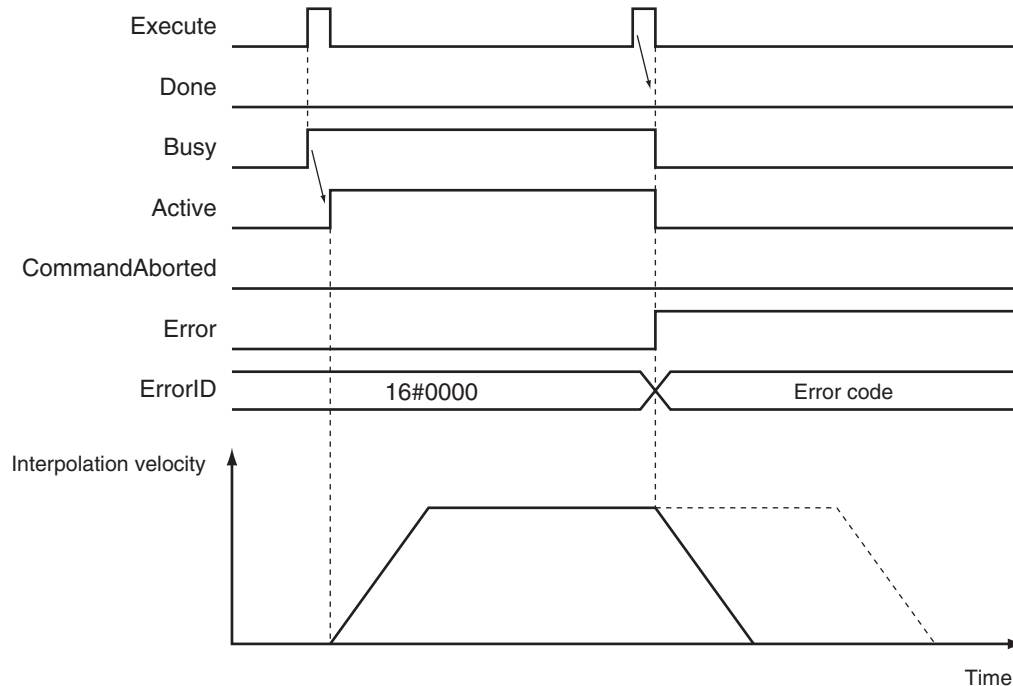 Execute
Done
Busy
Active
CommandAborted
Error
ErrorID
16#0000
Error code
Interpolation velocity
Time